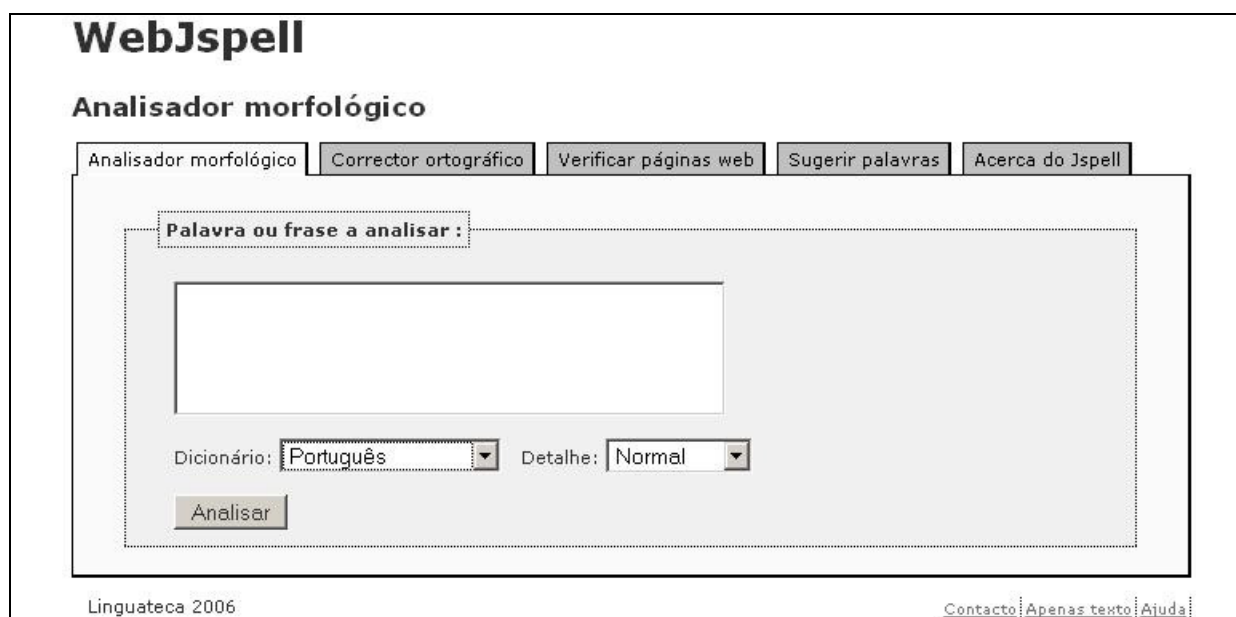 WebJspell
Analisador morfológico
Analisador morfológico Corrector ortográfico Verificar páginas web Sugerir palavras Acerca do Jspell
Palavra ou frase a analisar :
Dicionário: Português Detalhe: Normal
Analisar
Linguateca 2006 Contacto Apenas texto Ajuda